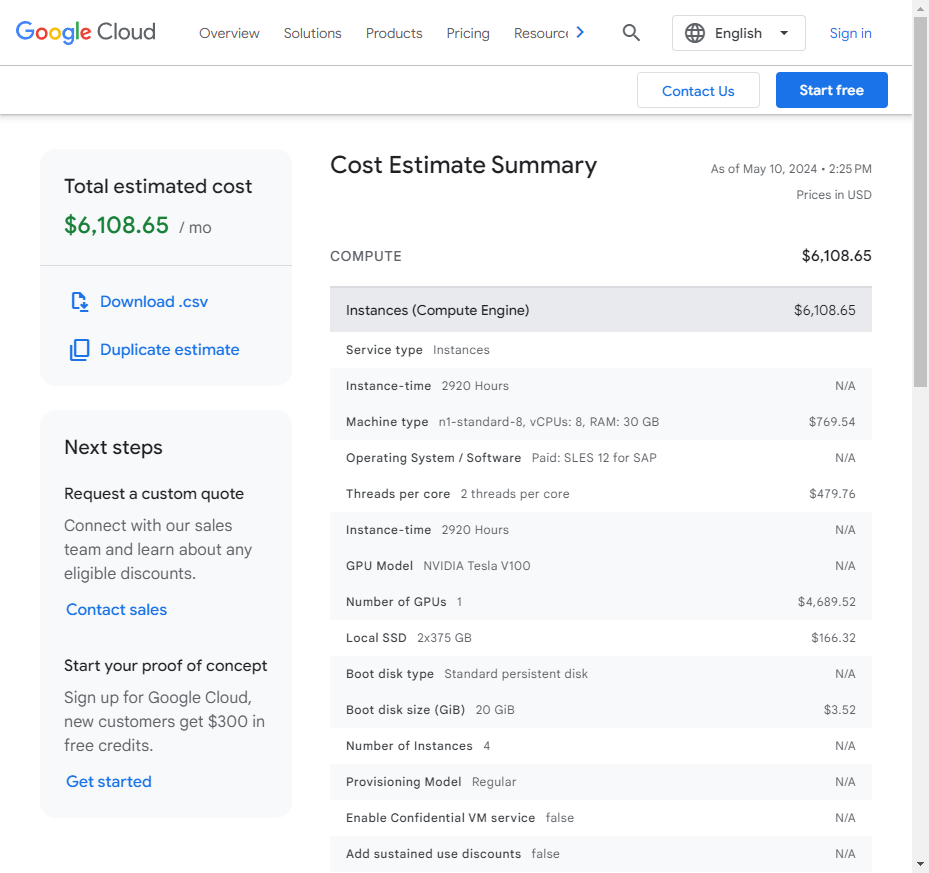 Google Cloud
Overview
Solutions
Products
Pricing
Resourc
English
Sign in
Contact Us
Start free
Total estimated cost
$6,108.65 / mo
Download .csv
Duplicate estimate
Next steps
Request a custom quote
Connect with our sales
team and learn about any
eligible discounts.
Contact sales
Start your proof of concept
Sign up for Google Cloud,
new customers get $300 in
free credits.
Get started
Cost Estimate Summary
As of May 10, 2024 • 2:25 PM
Prices in USD
COMPUTE $6,108.65
Instances (Compute Engine) $6,108.65
Service type Instances
Instance-time 2920 Hours N/A
Machine type n1-standard-8, vCPUs: 8, RAM: 30 GB $769.54
Operating System / Software Paid: SLES 12 for SAP N/A
Threads per core 2 threads per core $479.76
Instance-time 2920 Hours N/A
GPU Model NVIDIA Tesla V100 N/A
Number of GPUs 1 $4,689.52
Local SSD 2x375 GB $166.32
Boot disk type Standard persistent disk N/A
Boot disk size (GiB) 20 GiB $3.52
Number of Instances 4 N/A
Provisioning Model Regular N/A
Enable Confidential VM service false N/A
Add sustained use discounts false N/A